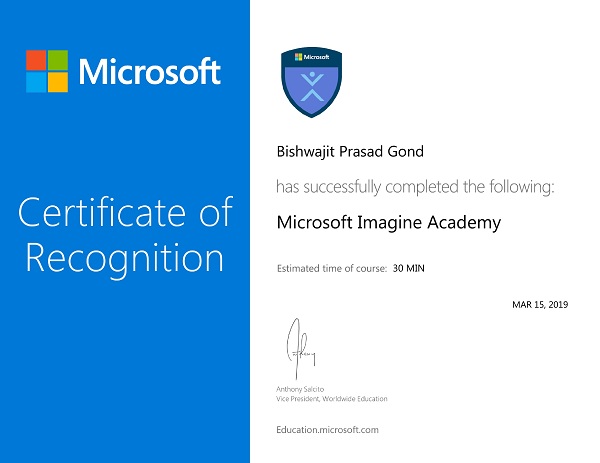 Microsoft
Certificate of
Recognition
Microsoft
Bishwajit Prasad Gond
has successfully completed the following:
Microsoft Imagine Academy
Estimated time of course: 30 MIN
MAR 15, 2019
Anthony
Anthony Salcito
Vice President, Worldwide Education
Education.microsoft.com